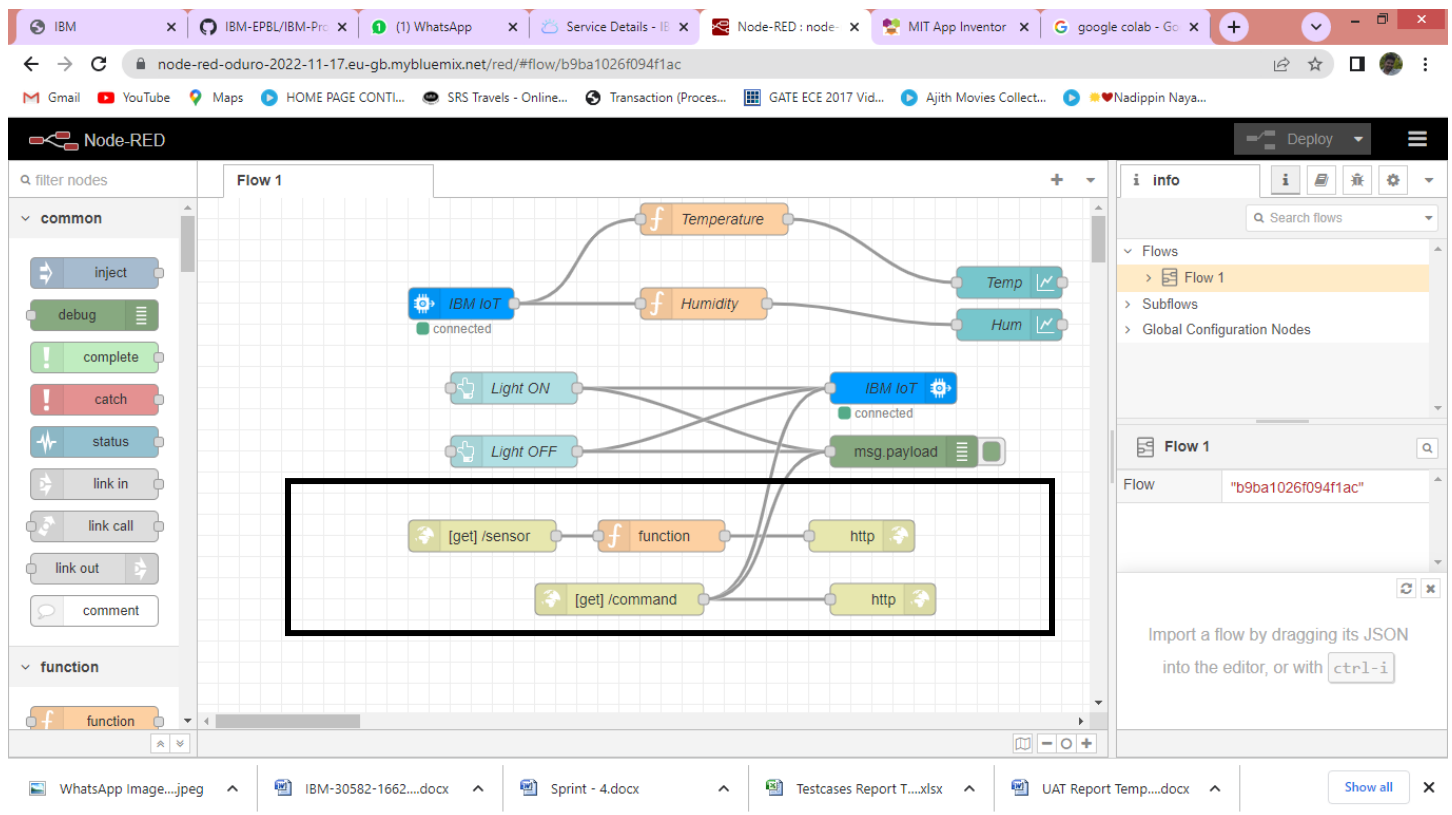 IBM
IBM-EPBL/IBM-Pro
1 (1) WhatsApp
Service Details - IB
Node-RED : node-
MIT App Inventor
google colab - Go
node-red-oduro-2022-11-17.eu-gb.mybluemix.net/red/#flow/b9ba1026f094f1ac
Gmail YouTube Maps HOME PAGE CONTI... SRS Travels - Online... Transaction (Proces... GATE ECE 2017 Vid... Ajith Movies Collect... Nadippin Naya...
Node-RED
Deploy
filter nodes
common
inject
debug
complete
catch
status
link in
link call
link out
comment
function
function
Flow 1
Temperature
Temp
IBM IoT
connected
Humidity
Hum
Light ON
IBM IoT
connected
Light OFF
msg.payload
[get] /sensor
function
http
[get] /command
http
i info
i
Search flows
Flows
Flow 1
Subflows
Global Configuration Nodes
Flow 1
Flow "b9ba1026f094f1ac"
Import a flow by dragging its JSON
into the editor, or with ctrl-i
WhatsApp Image....jpeg
IBM-30582-1662....docx
Sprint - 4.docx
Testcases Report T....xlsx
UAT Report Temp....docx
Show all